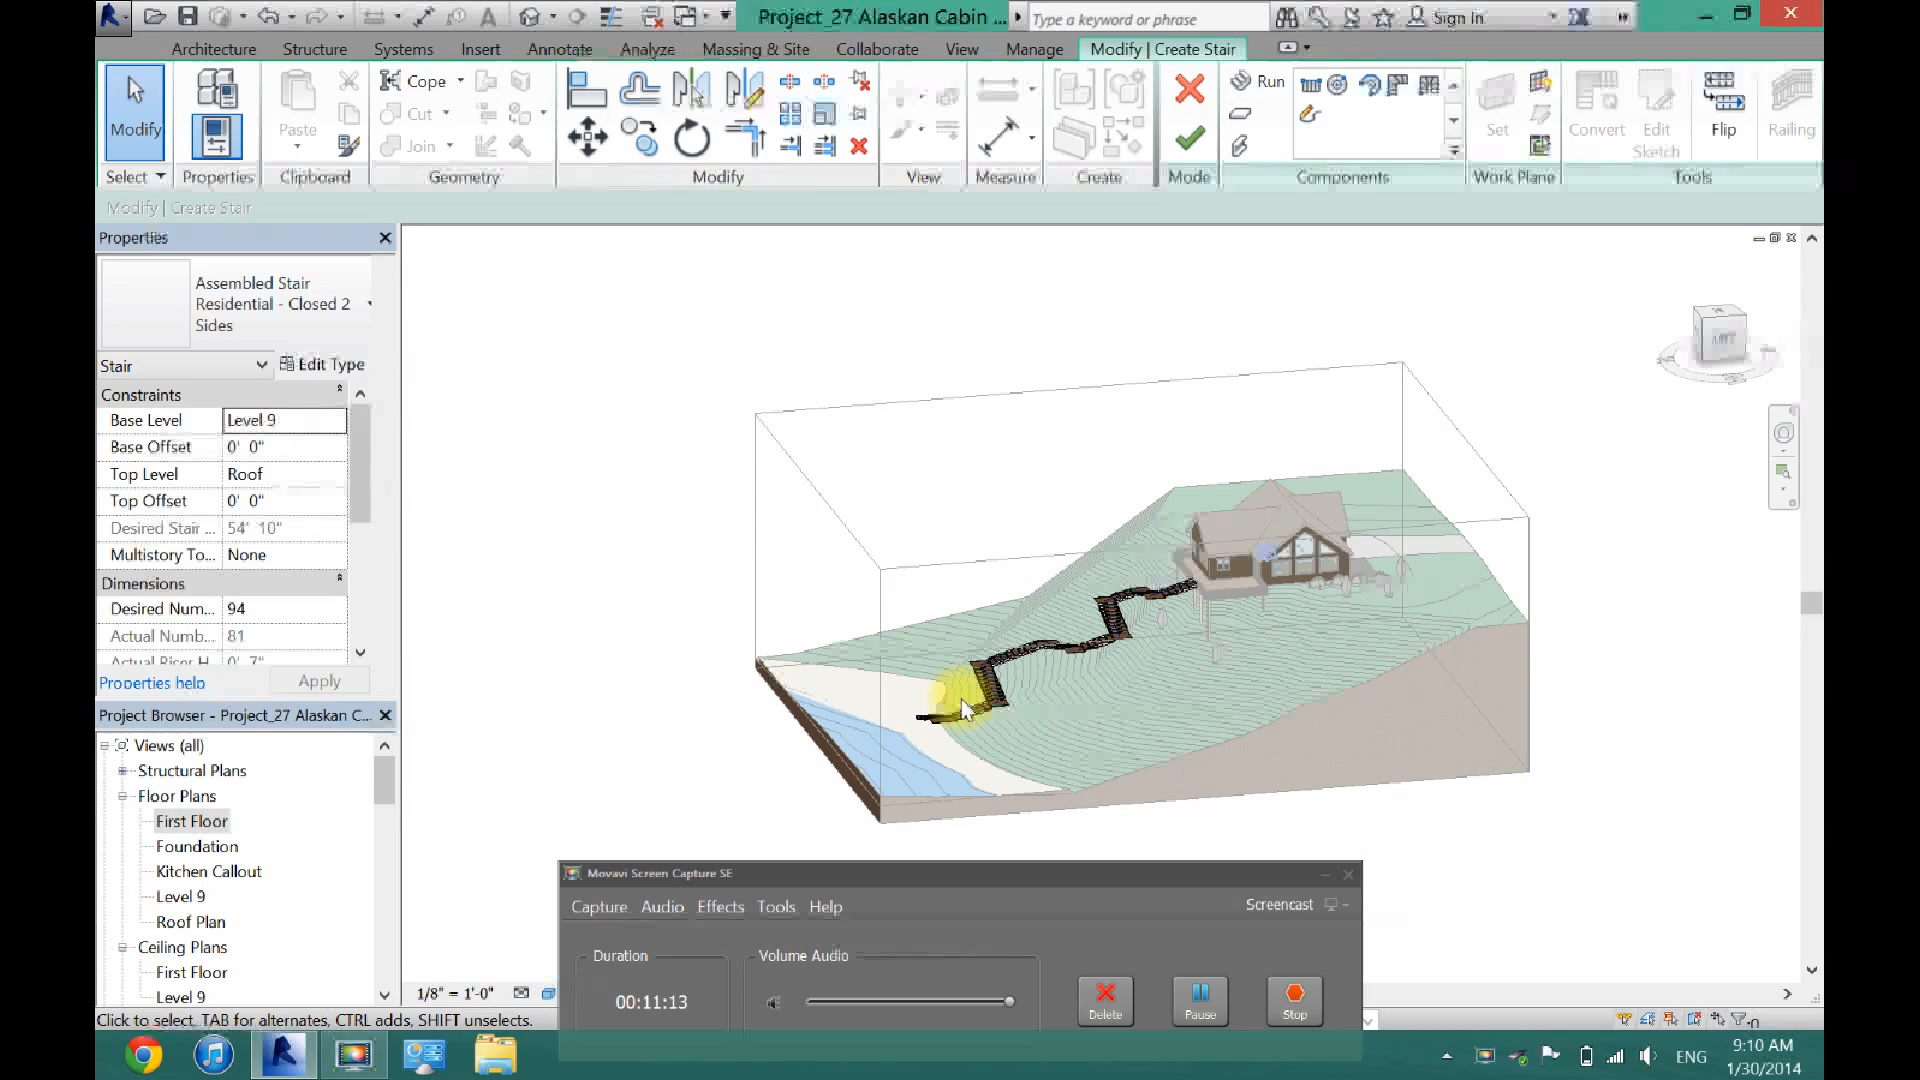 Project_27 Alaskan Cabin ...
Type a keyword or phrase
Sign In
Architecture Structure Systems Insert Annotate Analyze Massing & Site Collaborate View Manage Modify | Create Stair
Modify
Paste
Cope
Cut
Join
Run
Set
Convert
Edit
Sketch
Flip
Railing
Select Properties Clipboard Geometry Modify View Measure Create Mode Components Work Plane Tools
Modify | Create Stair
Properties
Assembled Stair
Residential - Closed 2
Sides
Stair Edit Type
Constraints
Base Level Level 9
Base Offset 0' 0"
Top Level Roof
Top Offset 0' 0"
Desired Stair ... 54' 10"
Multistory To... None
Dimensions
Desired Num... 94
Actual Numb... 81
Actual Riser H 0' 7"
Properties help Apply
Project Browser - Project_27 Alaskan C...
Views (all)
Structural Plans
Floor Plans
First Floor
Foundation
Kitchen Callout
Level 9
Roof Plan
Ceiling Plans
First Floor
Level 9
1/8" = 1'-0"
Click to select, TAB for alternates, CTRL adds, SHIFT unselects.
Movavi Screen Capture SE
Capture Audio Effects Tools Help
Screencast
Duration
00:11:13
Volume Audio
Delete Pause Stop
:0
ENG
9:10 AM
1/30/2014